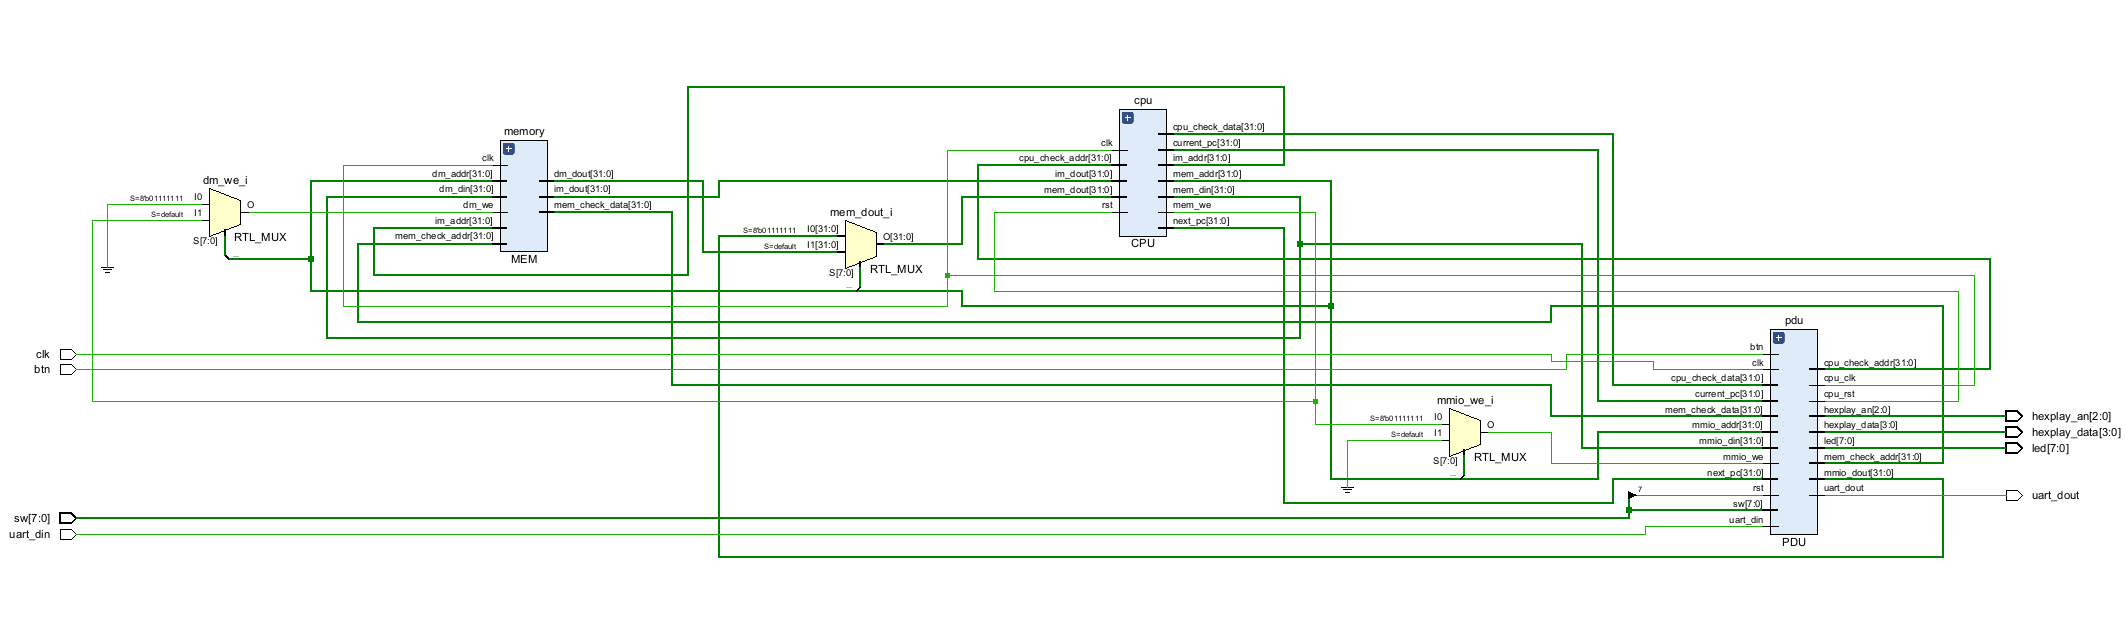 cpu
clk
cpu_check_addr[31:0]
im_dout[31:0]
mem_dout[31:0]
rst
cpu_check_data[31:0]
current_pc[31:0]
im_addr[31:0]
mem_addr[31:0]
mem_din[31:0]
mem_we
next_pc[31:0]
CPU
memory
clk
dm_addr[31:0]
dm_din[31:0]
dm_we
im_addr[31:0]
mem_check_addr[31:0]
dm_dout[31:0]
im_dout[31:0]
mem_check_data[31:0]
MEM
dm_we_i
S=8'b01111111 I0
S=default I1
S[7:0]
O
RTL_MUX
...
mem_dout_i
S=8'b01111111 I0[31:0]
S=default I1[31:0]
S[7:0]
O[31:0]
RTL_MUX
...
pdu
btn
clk
cpu_check_data[31:0]
current_pc[31:0]
mem_check_data[31:0]
mmio_addr[31:0]
mmio_din[31:0]
mmio_we
next_pc[31:0]
rst
sw[7:0]
uart_din
cpu_check_addr[31:0]
cpu_clk
cpu_rst
hexplay_an[2:0]
hexplay_data[3:0]
led[7:0]
mem_check_addr[31:0]
mmio_dout[31:0]
uart_dout
PDU
clk
btn
mmio_we_i
S=8'b01111111 I0
S=default I1
S[7:0]
O
RTL_MUX
...
7
hexplay_an[2:0]
hexplay_data[3:0]
led[7:0]
uart_dout
sw[7:0]
uart_din